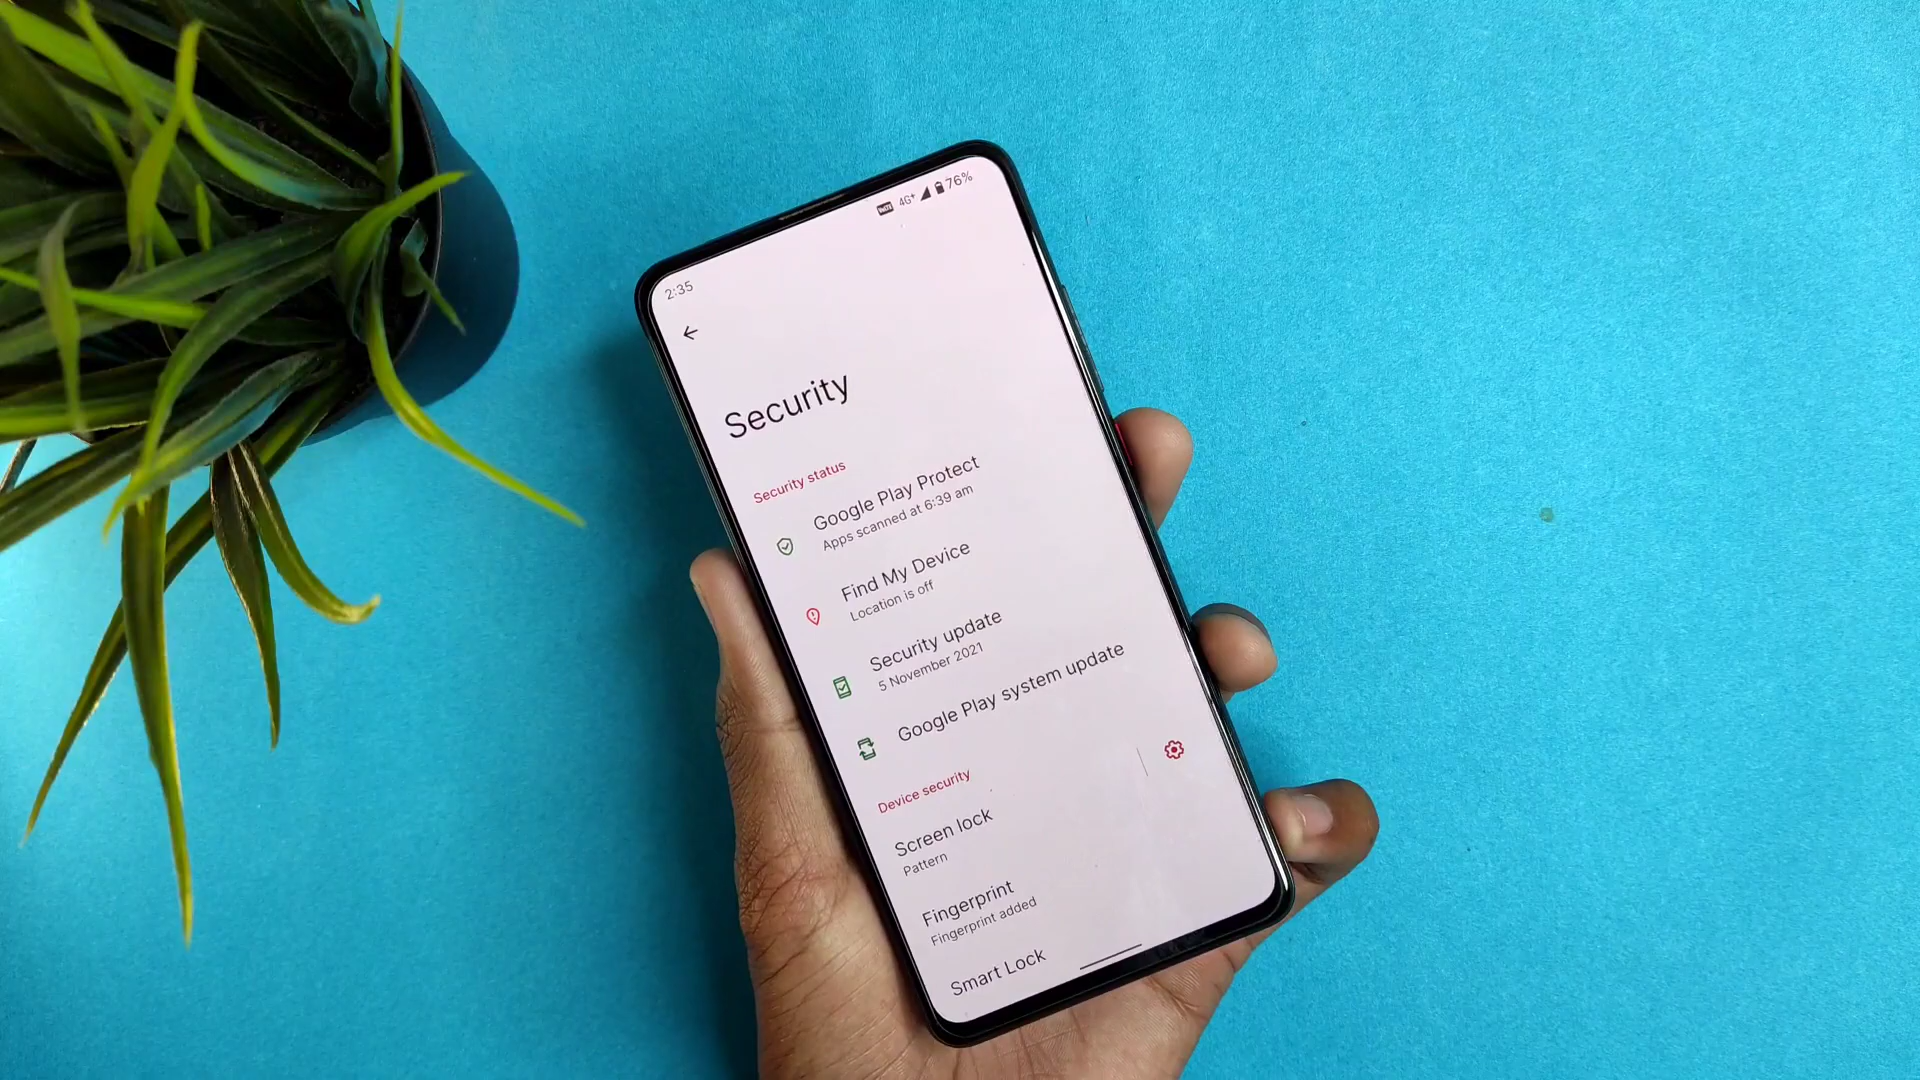 2:35
VoLTE 4G+ 76%
Security
Security status
Google Play Protect
Apps scanned at 6:39 am
Find My Device
Location is off
Security update
5 November 2021
Google Play system update
Device security
Screen lock
Pattern
Fingerprint
Fingerprint added
Smart Lock